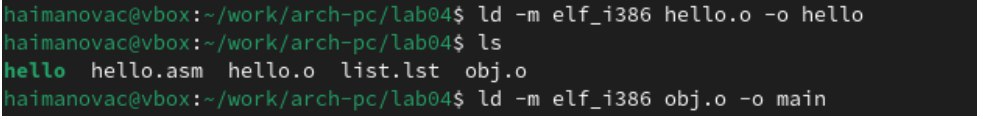 haimanovac@vbox:~/work/arch-pc/lab04$ ld -m elf_i386 hello.o -o hello
haimanovac@vbox:~/work/arch-pc/lab04$ ls
hello  hello.asm  hello.o  list.lst  obj.o
haimanovac@vbox:~/work/arch-pc/lab04$ ld -m elf_i386 obj.o -o main